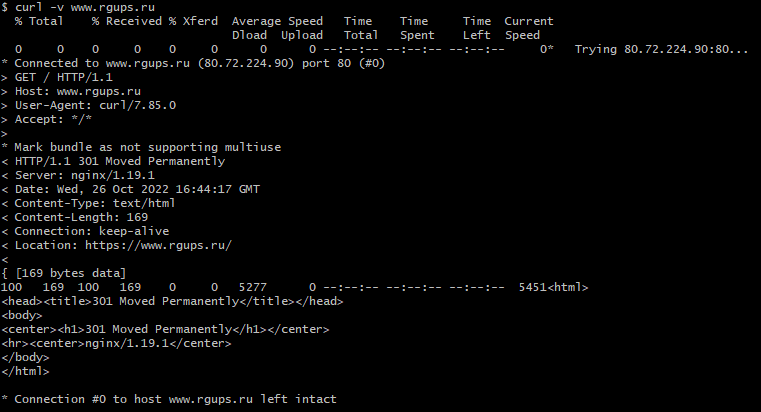 $ curl -v www.rgups.ru
  % Total    % Received % Xferd  Average Speed   Time    Time     Time  Current
                                 Dload  Upload   Total   Spent    Left  Speed
  0     0    0     0    0     0      0      0 --:--:-- --:--:-- --:--:--     0*   Trying 80.72.224.90:80...
* Connected to www.rgups.ru (80.72.224.90) port 80 (#0)
> GET / HTTP/1.1
> Host: www.rgups.ru
> User-Agent: curl/7.85.0
> Accept: */*
>
* Mark bundle as not supporting multiuse
< HTTP/1.1 301 Moved Permanently
< Server: nginx/1.19.1
< Date: Wed, 26 Oct 2022 16:44:17 GMT
< Content-Type: text/html
< Content-Length: 169
< Connection: keep-alive
< Location: https://www.rgups.ru/
<
{ [169 bytes data]
100   169  100   169    0     0   5277      0 --:--:-- --:--:-- --:--:--  5451<html>
<head><title>301 Moved Permanently</title></head>
<body>
<center><h1>301 Moved Permanently</h1></center>
<hr><center>nginx/1.19.1</center>
</body>
</html>

* Connection #0 to host www.rgups.ru left intact